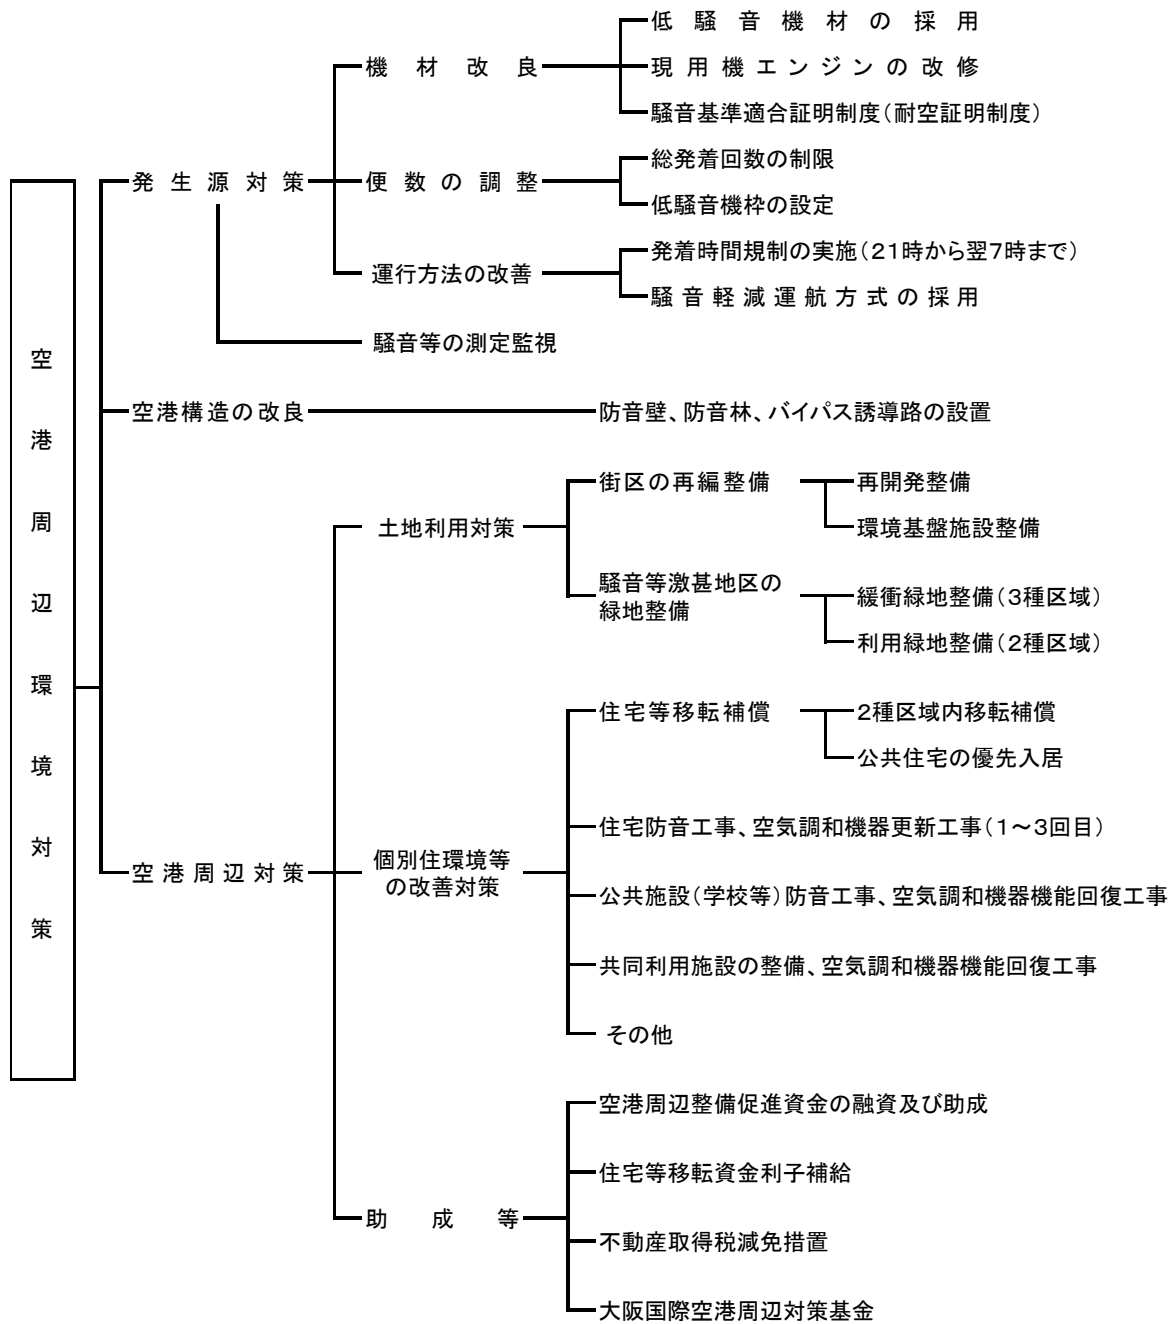 空港周辺環境対策
発生源対策
機材改良
低騒音機材の採用
現用機エンジンの改修
騒音基準適合証明制度（耐空証明制度）
便数の調整
総発着回数の制限
低騒音機枠の設定
運行方法の改善
発着時間規制の実施（21時から翌7時まで）
騒音軽減運航方式の採用
騒音等の測定監視
空港構造の改良
防音壁、防音林、バイパス誘導路の設置
空港周辺対策
土地利用対策
街区の再編整備
再開発整備
環境基盤施設整備
騒音等激甚地区の
緑地整備
緩衝緑地整備（3種区域）
利用緑地整備（2種区域）
個別住環境等
の改善対策
住宅等移転補償
2種区域内移転補償
公共住宅の優先入居
住宅防音工事、空気調和機器更新工事（1～3回目）
公共施設（学校等）防音工事、空気調和機器機能回復工事
共同利用施設の整備、空気調和機器機能回復工事
その他
助成等
空港周辺整備促進資金の融資及び助成
住宅等移転資金利子補給
不動産取得税減免措置
大阪国際空港周辺対策基金